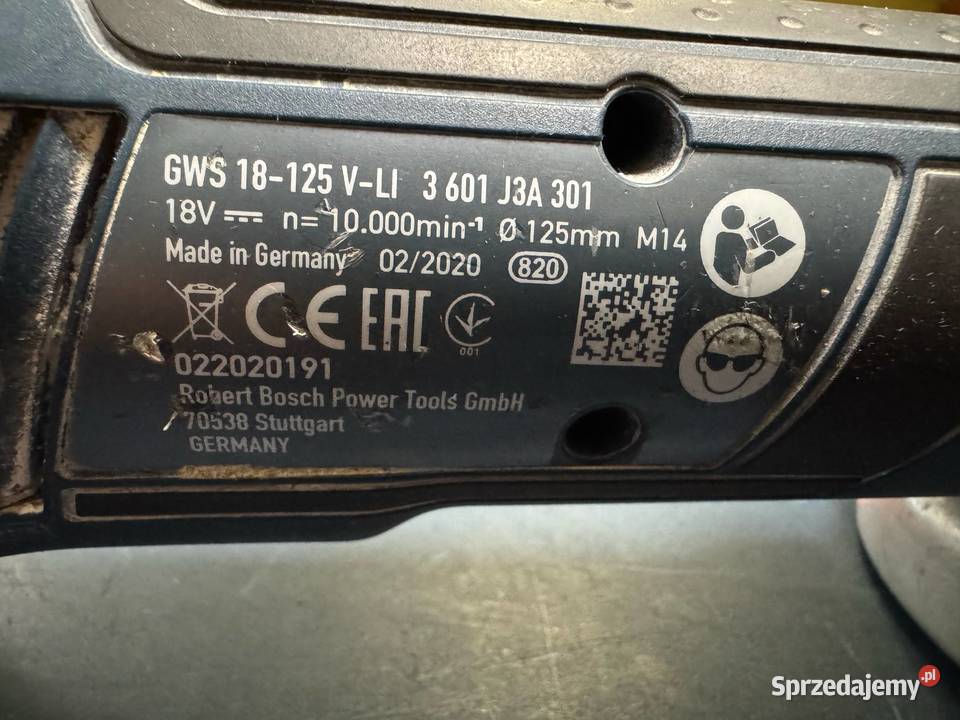 GWS 18-125 V-LI 3 601 J3A 301
18V n= 10.000min⁻¹ Ø 125mm M14
Made in Germany 02/2020 820
CE EAC
001
022020191
Robert Bosch Power Tools GmbH
70538 Stuttgart
GERMANY
Sprzedajemy.pl